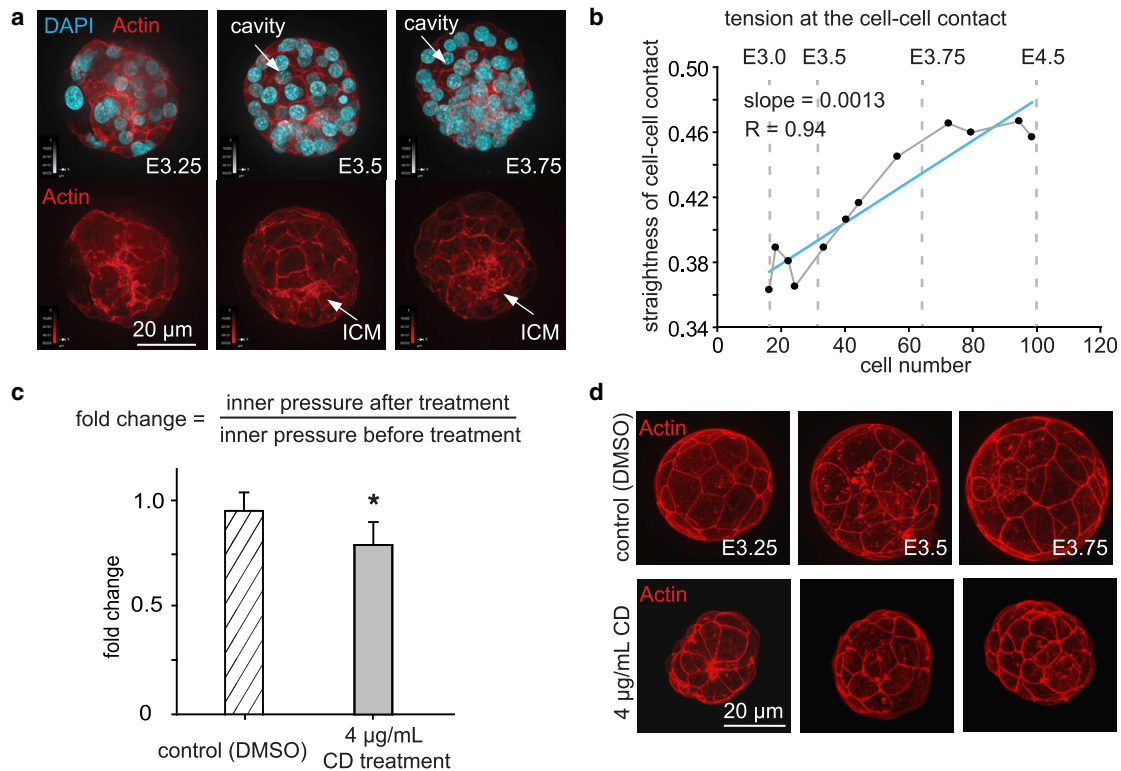 a
DAPI Actin
cavity
cavity
E3.25
E3.5
E3.75
Actin
20 µm
ICM
ICM
b
tension at the cell-cell contact
E3.0 E3.5 E3.75 E4.5
slope = 0.0013
R = 0.94
straightness of cell-cell contact
0.50
0.46
0.42
0.38
0.34
0 20 40 60 80 100 120
cell number
c
fold change = inner pressure after treatment
inner pressure before treatment
fold change
1.0
0.5
0
*
control (DMSO)
4 µg/mL
CD treatment
d
control (DMSO)
Actin
E3.25
E3.5
E3.75
4 µg/mL CD
Actin
20 µm